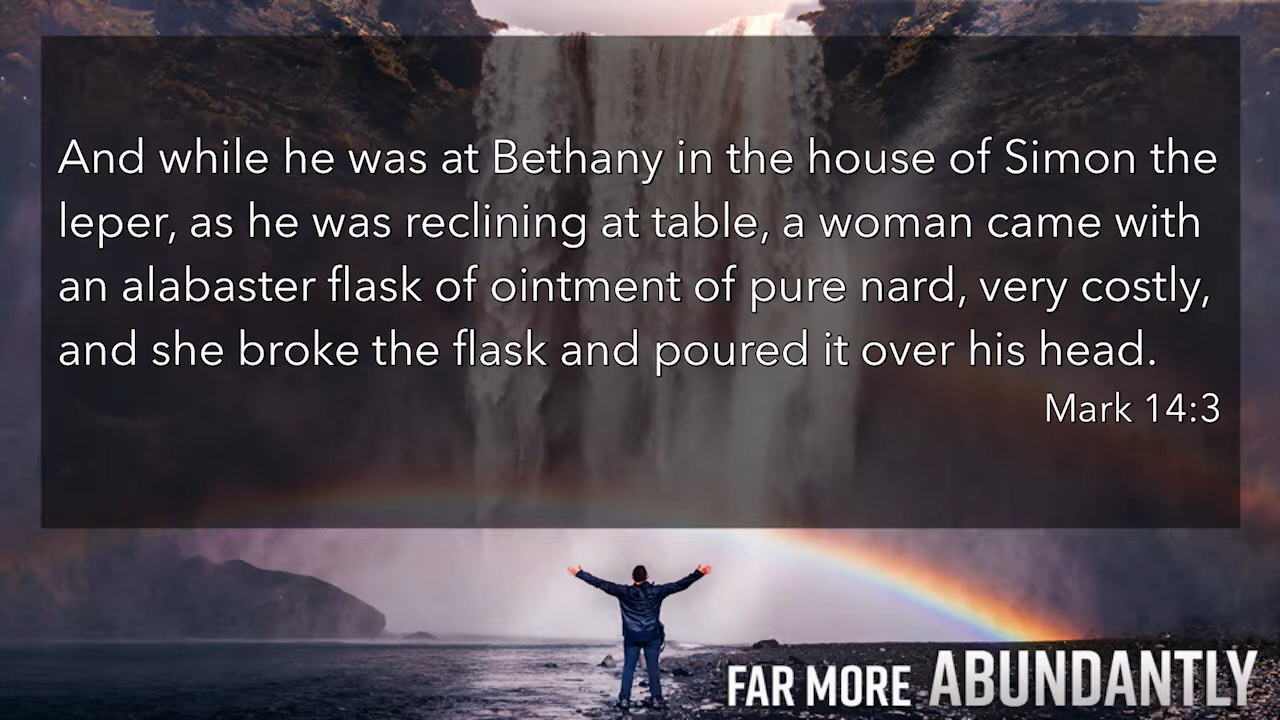 And while he was at Bethany in the house of Simon the
leper, as he was reclining at table, a woman came with
an alabaster flask of ointment of pure nard, very costly,
and she broke the flask and poured it over his head.
Mark 14:3
FAR MORE ABUNDANTLY